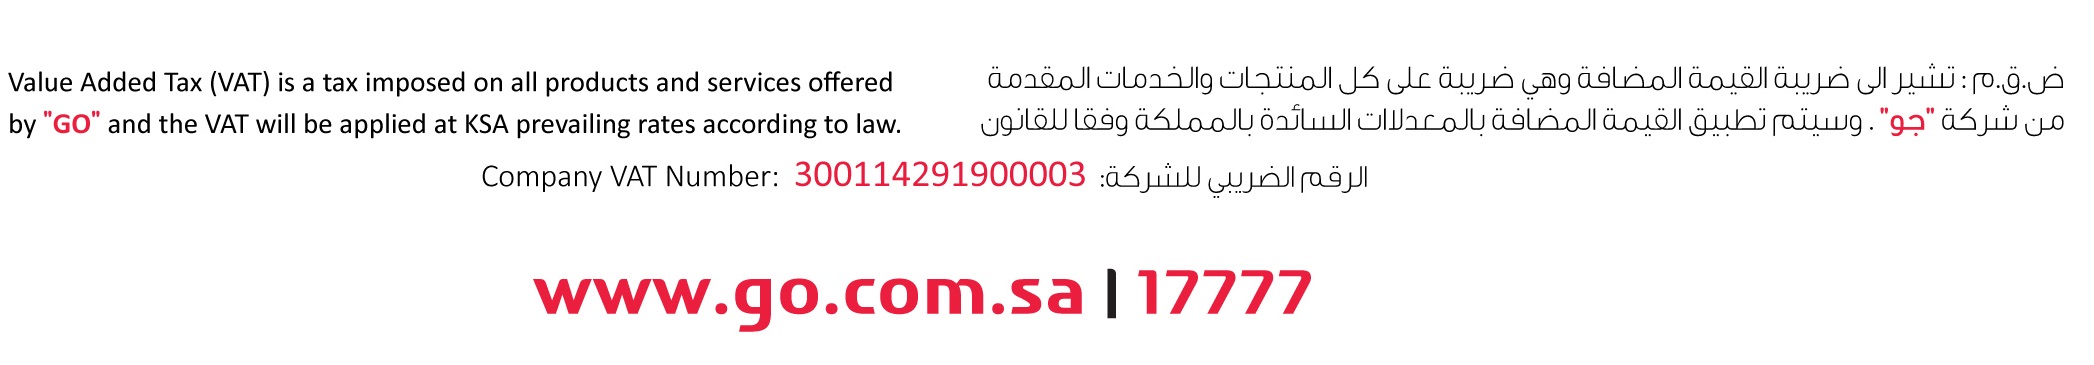 Value Added Tax (VAT) is a tax imposed on all products and services offered
by "GO" and the VAT will be applied at KSA prevailing rates according to law.
ض.ق.م : تشير الى ضريبة القيمة المضافة وهي ضريبة على كل المنتجات والخدمات المقدمة
من شركة "جو" . وسيتم تطبيق القيمة المضافة بالمعدلات السائدة بالمملكة وفقا للقانون
Company VAT Number: 300114291900003 الرقم الضريبي للشركة:
www.go.com.sa | 17777